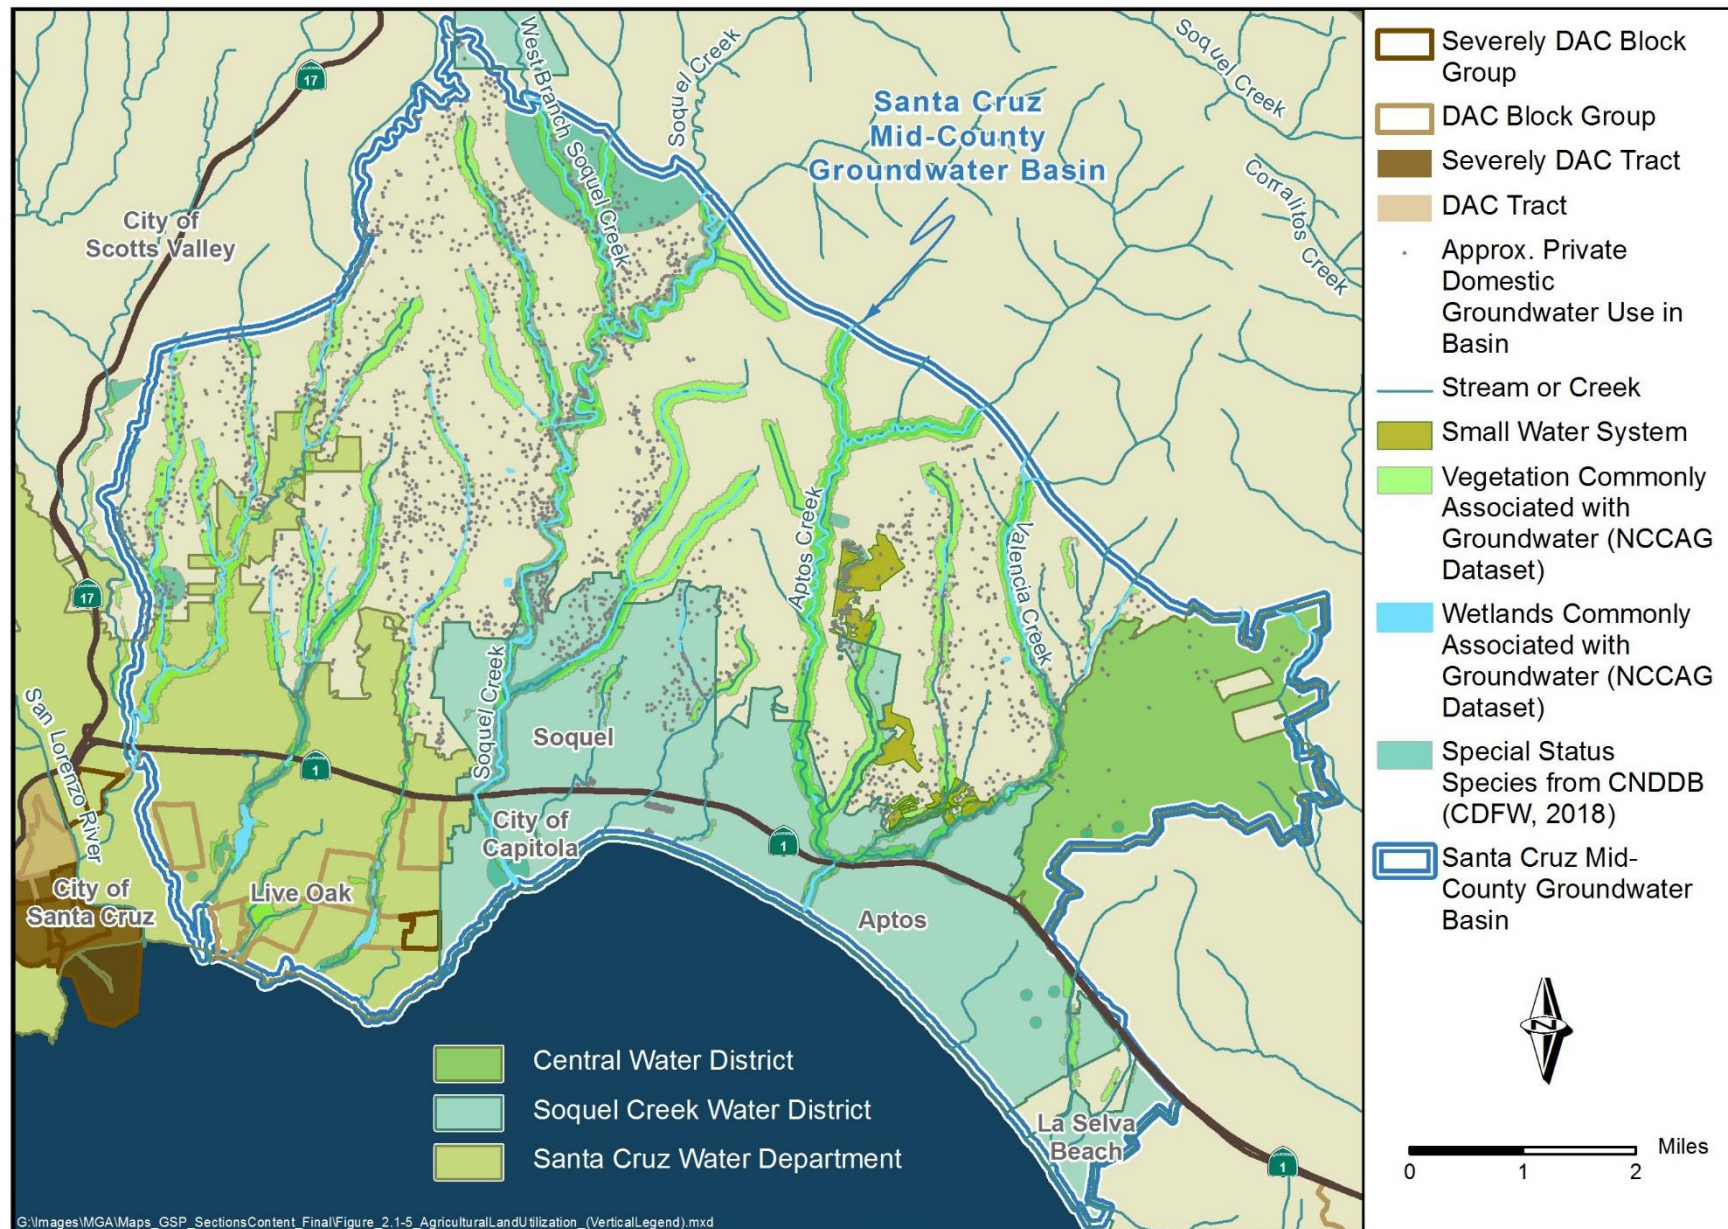 17
West Branch Soquel Creek
Soquel Creek
Soquel Creek
Santa Cruz
Mid-County
Groundwater Basin
Corralitos Creek
City of
Scotts Valley
Aptos Creek
Valencia Creek
17
San Lorenzo River
Soquel Creek
Soquel
1
City of
Capitola
1
City of
Santa Cruz
Live Oak
Aptos
La Selva
Beach
1
Central Water District
Soquel Creek Water District
Santa Cruz Water Department
G:\Images\MGA\Maps_GSP_SectionsContent_Final\Figure_2.1-5_AgriculturalLandUtilization_(VerticalLegend).mxd
Severely DAC Block
Group
DAC Block Group
Severely DAC Tract
DAC Tract
Approx. Private
Domestic
Groundwater Use in
Basin
Stream or Creek
Small Water System
Vegetation Commonly
Associated with
Groundwater (NCCAG
Dataset)
Wetlands Commonly
Associated with
Groundwater (NCCAG
Dataset)
Special Status
Species from CNDDB
(CDFW, 2018)
Santa Cruz Mid-
County Groundwater
Basin
N
Miles
0 1 2